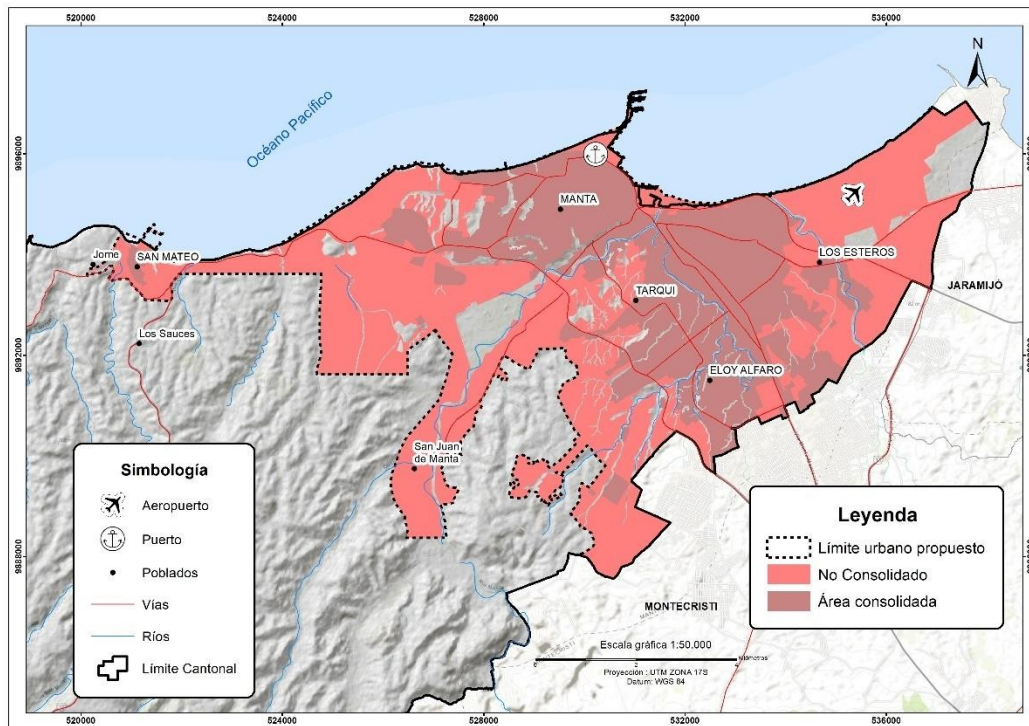 520000 524000 528000 532000 536000
N
9896000
Océano Pacífico
MANTA
Jome
SAN MATEO
LOS ESTEROS
TARQUI
JARAMIJÓ
Los Sauces
9892000
ELOY ALFARO
San Juan
de Manta
Simbología
Aeropuerto
Puerto
Poblados
Vías
Ríos
Límite Cantonal
Leyenda
Límite urbano propuesto
No Consolidado
Área consolidada
9888000
MONTECRISTI
Escala gráfica 1:50.000
Kilómetros
Proyección : UTM ZONA 17S
Datum: WGS 84
520000 524000 528000 532000 536000